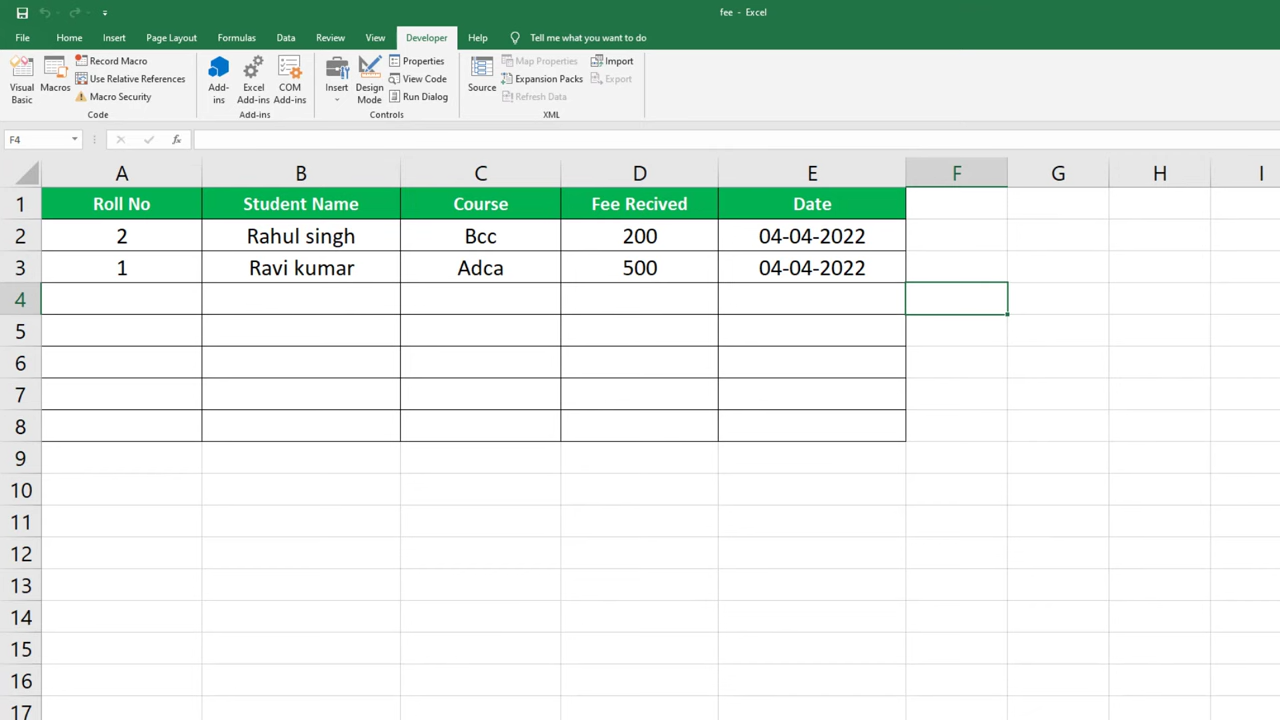 fee - Excel
File Home Insert Page Layout Formulas Data Review View Developer Help Tell me what you want to do
Visual Basic
Macros
Record Macro
Use Relative References
Macro Security
Code
Add-ins
Excel Add-ins
COM Add-ins
Add-ins
Insert
Design Mode
Properties
View Code
Run Dialog
Controls
Source
Map Properties
Expansion Packs
Refresh Data
Import
Export
XML
F4 fx
A B C D E F G H I
1 Roll No Student Name Course Fee Recived Date
2 2 Rahul singh Bcc 200 04-04-2022
3 1 Ravi kumar Adca 500 04-04-2022
4
5
6
7
8
9
10
11
12
13
14
15
16
17